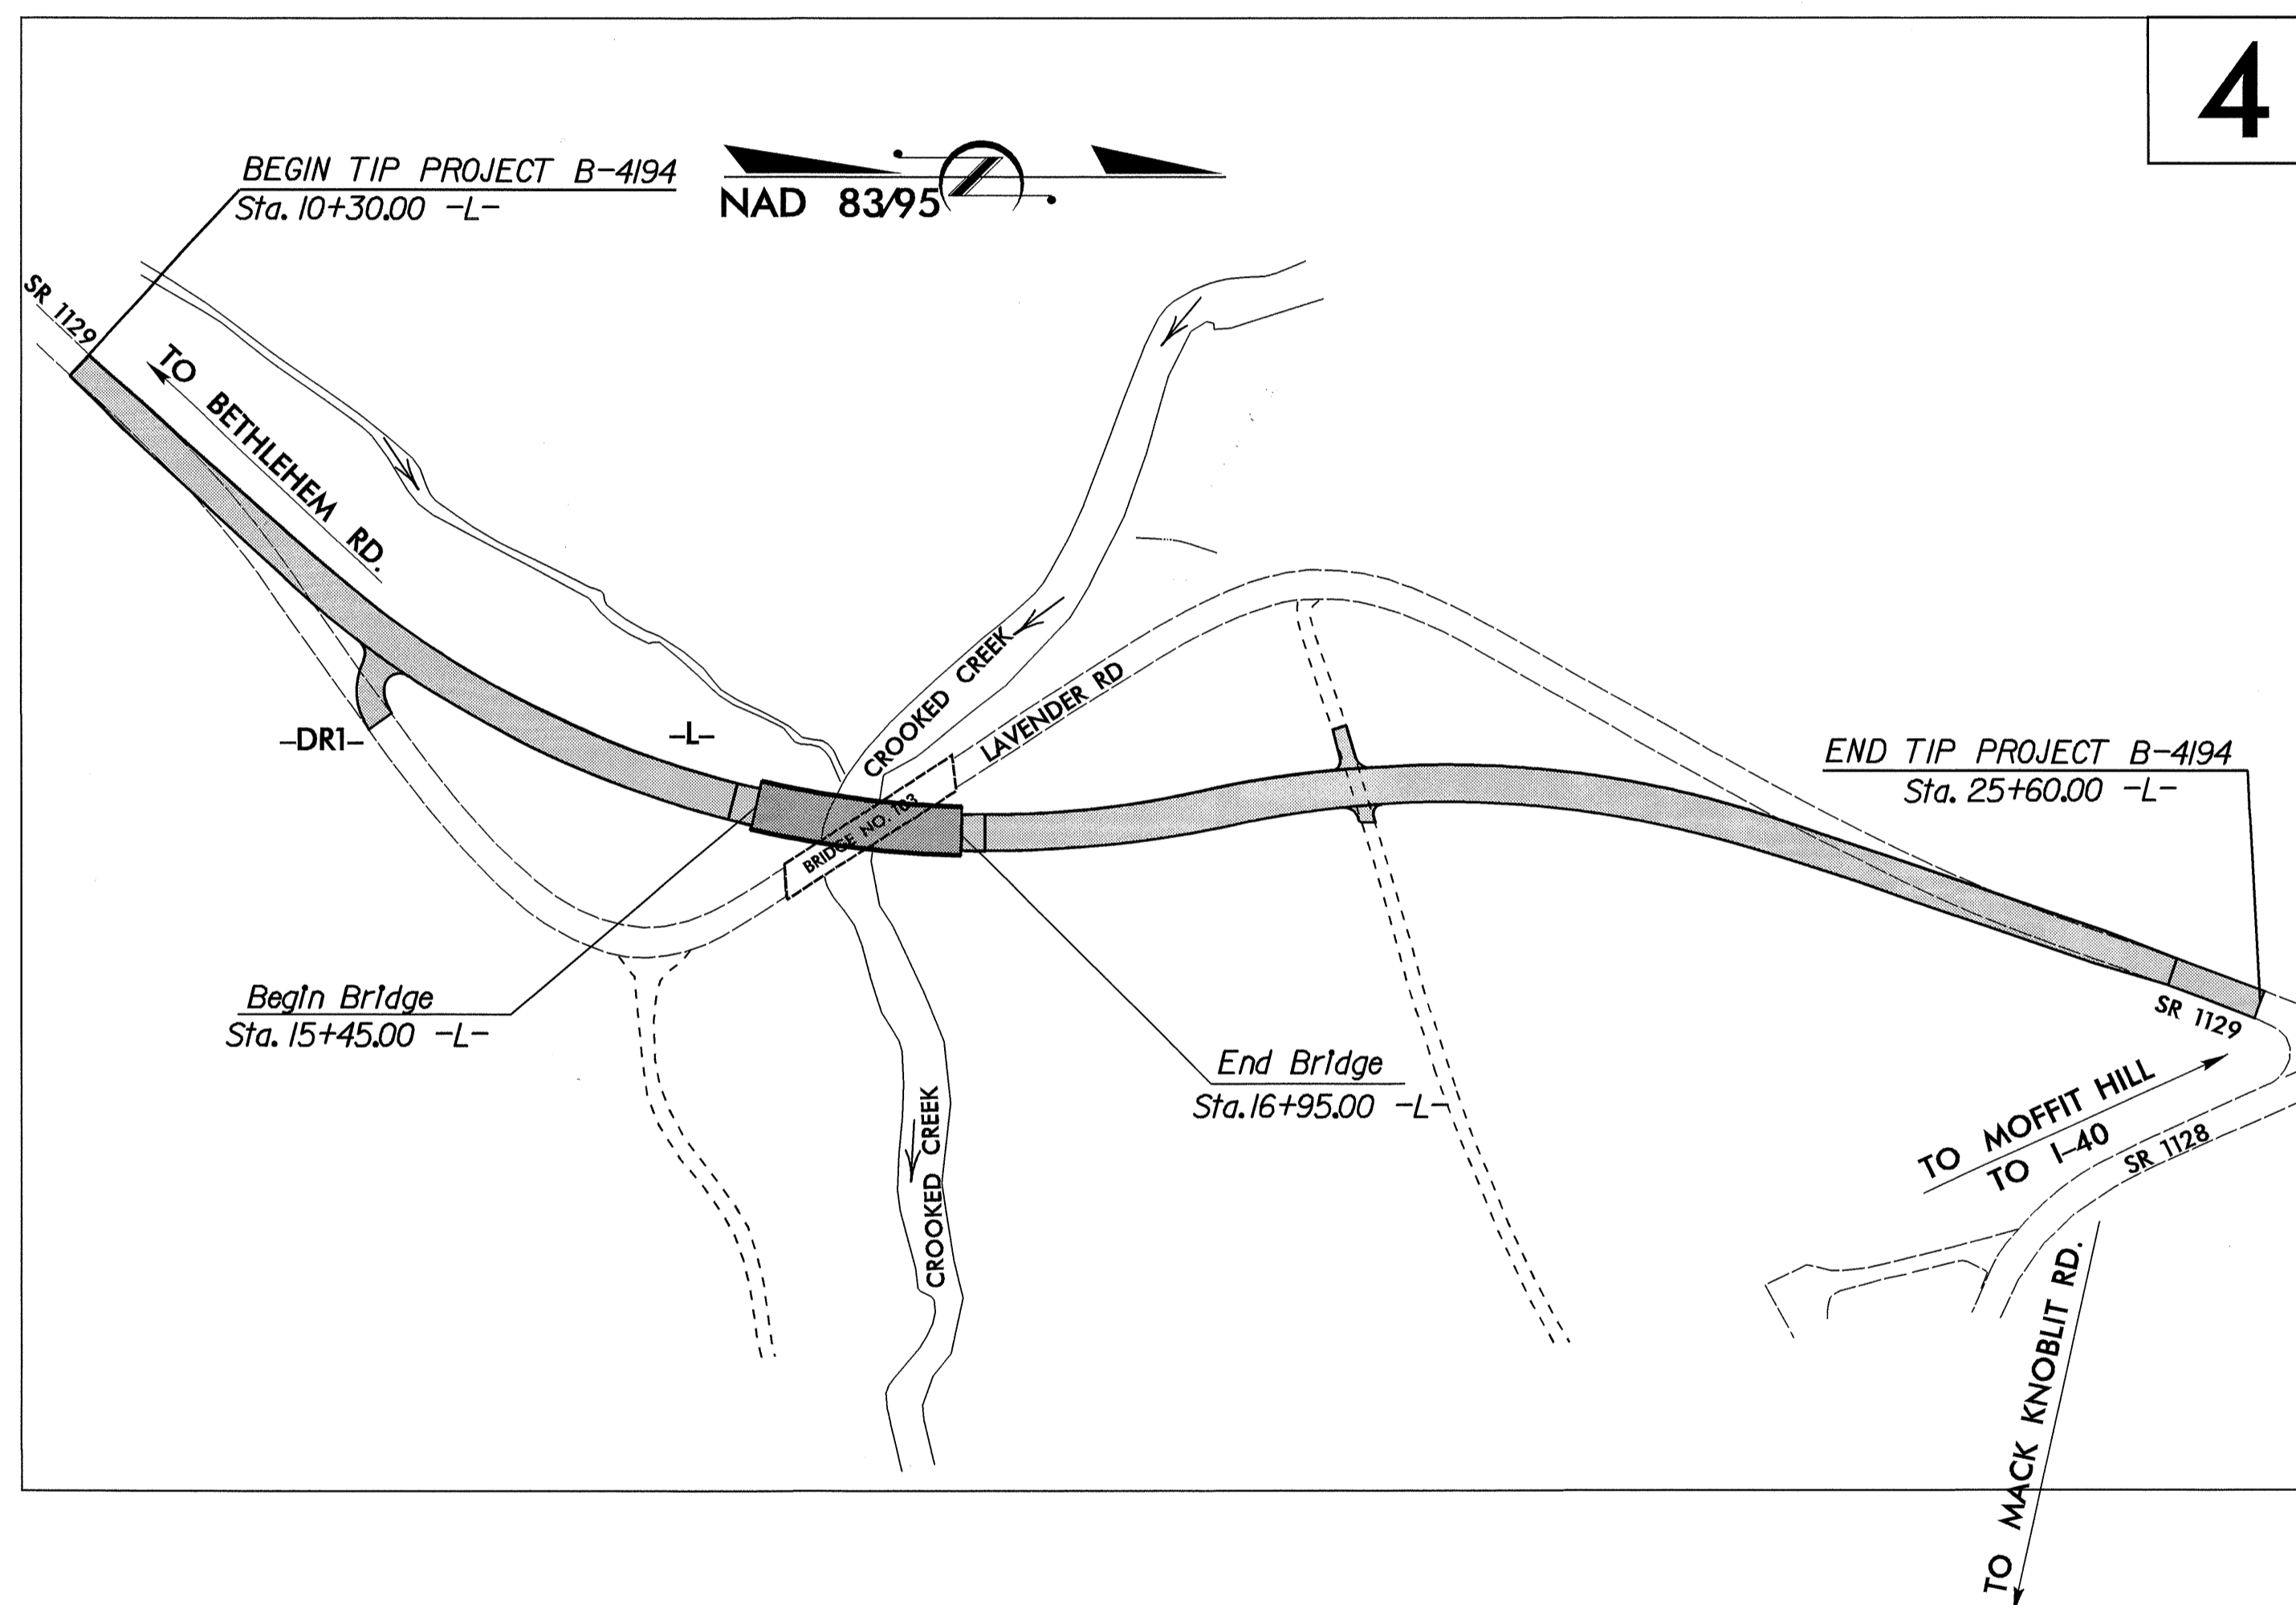 4
BEGIN TIP PROJECT B-4194
Sta. 10+30.00 -L-
NAD 83/95
SR 1129
TO BETHLEHEM RD.
CROOKED CREEK
LAVENDER RD
-DR1-
-L-
BRIDGE NO. 183
END TIP PROJECT B-4194
Sta. 25+60.00 -L-
Begin Bridge
Sta. 15+45.00 -L-
End Bridge
Sta. 16+95.00 -L-
SR 1129
CROOKED CREEK
TO MOFFIT HILL
TO I-40
SR 1128
TO MACK KNOBLIT RD.